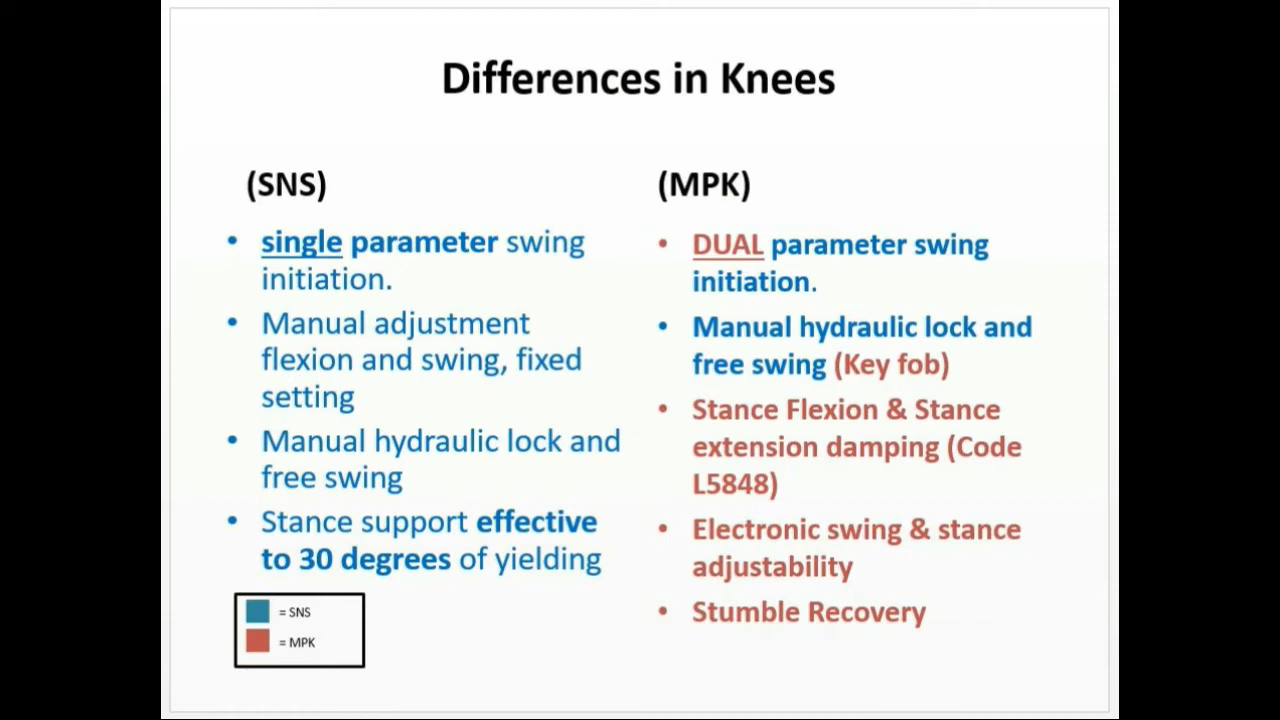 Differences in Knees
(SNS)
• single parameter swing
initiation.
• Manual adjustment
flexion and swing, fixed
setting
• Manual hydraulic lock and
free swing
• Stance support effective
to 30 degrees of yielding
= SNS
= MPK
(MPK)
• DUAL parameter swing
initiation.
• Manual hydraulic lock and
free swing (Key fob)
• Stance Flexion & Stance
extension damping (Code
L5848)
• Electronic swing & stance
adjustability
• Stumble Recovery